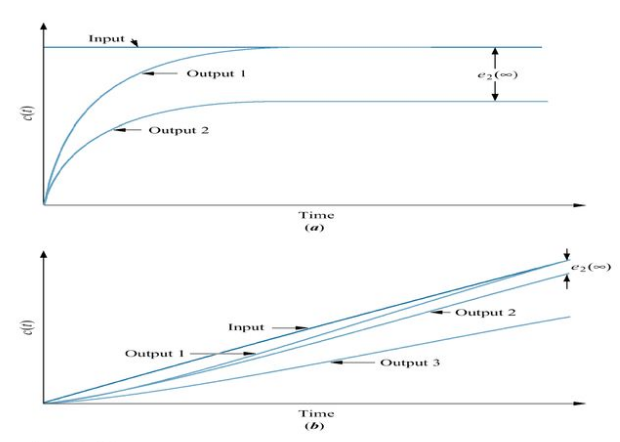 Input
Output 1
e₂(∞)
Output 2
c(t)
Time
(a)
e₂(∞)
Output 2
Input
Output 1
Output 3
c(t)
Time
(b)